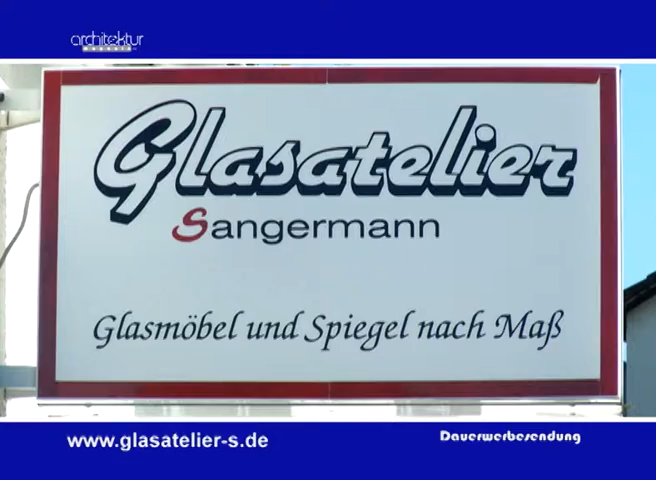 architektur
Glasatelier
Sangermann
Glasmöbel und Spiegel nach Maß
www.glasatelier-s.de
Dauerwerbesendung